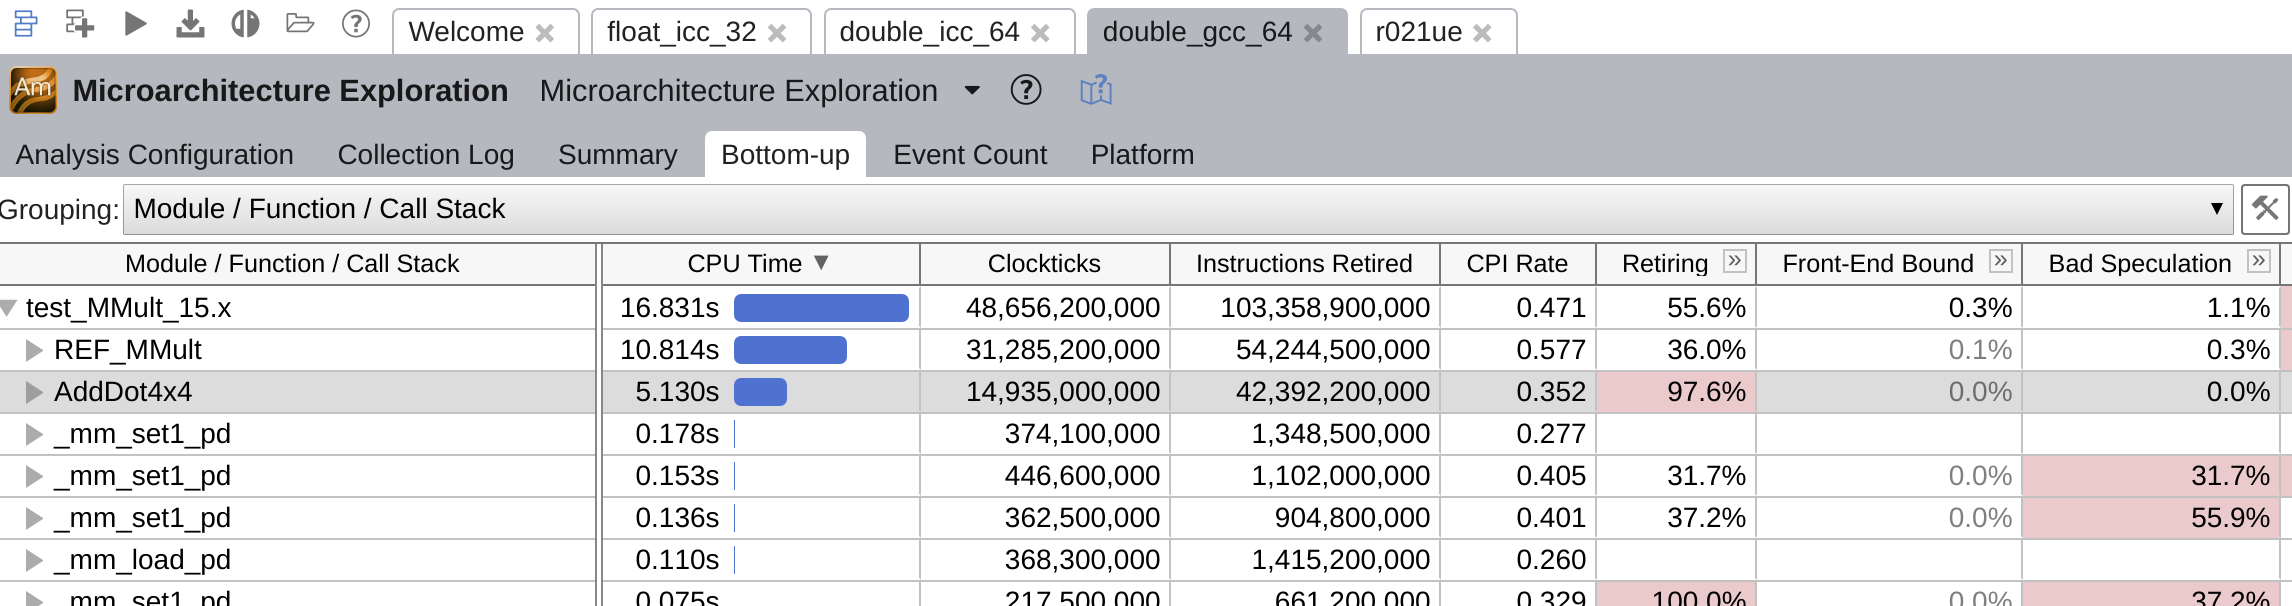 Welcome float_icc_32 double_icc_64 double_gcc_64 r021ue
Am Microarchitecture Exploration Microarchitecture Exploration
Analysis Configuration Collection Log Summary Bottom-up Event Count Platform
Grouping: Module / Function / Call Stack
Module / Function / Call Stack CPU Time ▼ Clockticks Instructions Retired CPI Rate Retiring » Front-End Bound » Bad Speculation »
test_MMult_15.x 16.831s 48,656,200,000 103,358,900,000 0.471 55.6% 0.3% 1.1%
REF_MMult 10.814s 31,285,200,000 54,244,500,000 0.577 36.0% 0.1% 0.3%
AddDot4x4 5.130s 14,935,000,000 42,392,200,000 0.352 97.6% 0.0% 0.0%
_mm_set1_pd 0.178s 374,100,000 1,348,500,000 0.277
_mm_set1_pd 0.153s 446,600,000 1,102,000,000 0.405 31.7% 0.0% 31.7%
_mm_set1_pd 0.136s 362,500,000 904,800,000 0.401 37.2% 0.0% 55.9%
_mm_load_pd 0.110s 368,300,000 1,415,200,000 0.260
_mm_set1_pd 0.075s 217,500,000 661,200,000 0.329 100.0% 0.0% 37.2%